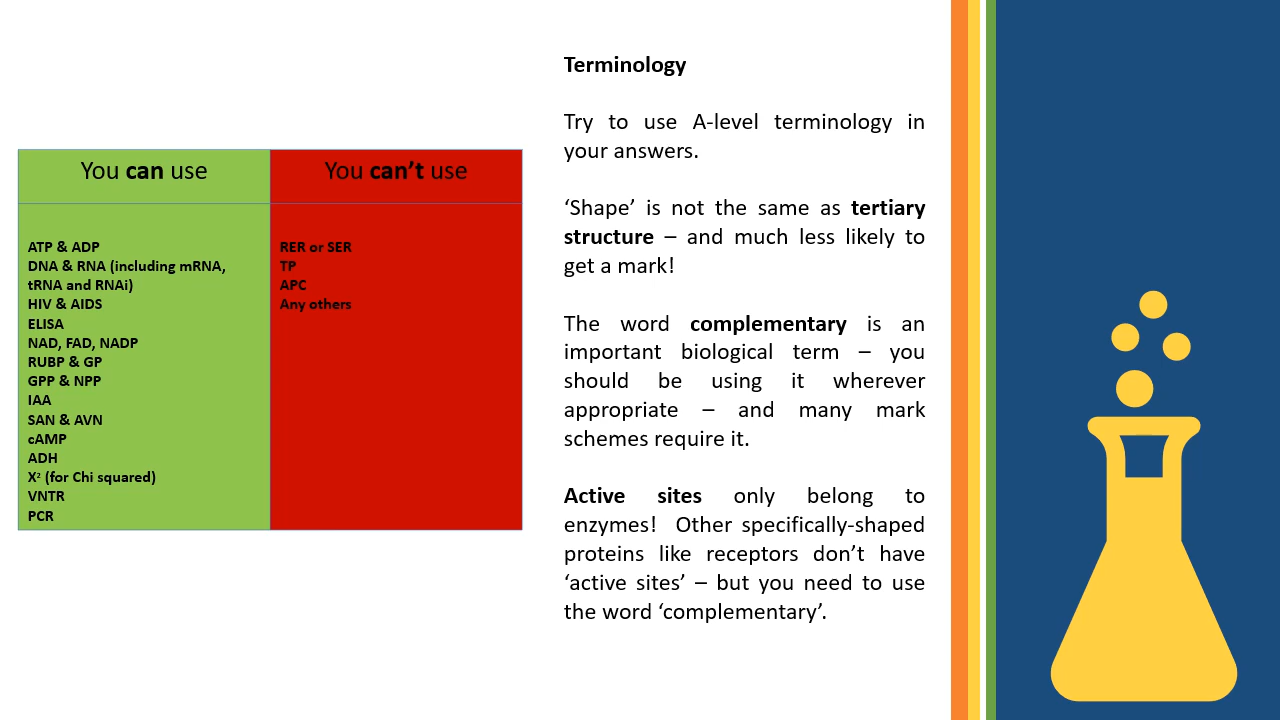 You can use
You can't use
ATP & ADP
DNA & RNA (including mRNA,
tRNA and RNAi)
HIV & AIDS
ELISA
NAD, FAD, NADP
RUBP & GP
GPP & NPP
IAA
SAN & AVN
cAMP
ADH
X² (for Chi squared)
VNTR
PCR
RER or SER
TP
APC
Any others
Terminology
Try to use A-level terminology in
your answers.
‘Shape’ is not the same as tertiary
structure – and much less likely to
get a mark!
The word complementary is an
important biological term – you
should be using it wherever
appropriate – and many mark
schemes require it.
Active sites only belong to
enzymes! Other specifically-shaped
proteins like receptors don’t have
‘active sites’ – but you need to use
the word ‘complementary’.